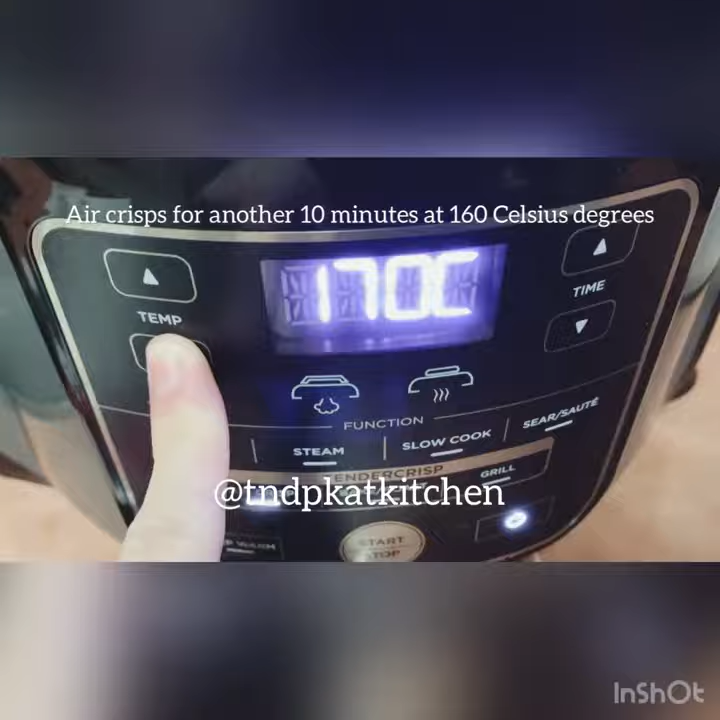 Air crisps for another 10 minutes at 160 Celsius degrees
170C
TEMP
TIME
FUNCTION
STEAM
SLOW COOK
SEAR/SAUTÉ
GRILL
@tndpkatkitchen
WARM
START
STOP
InShOt